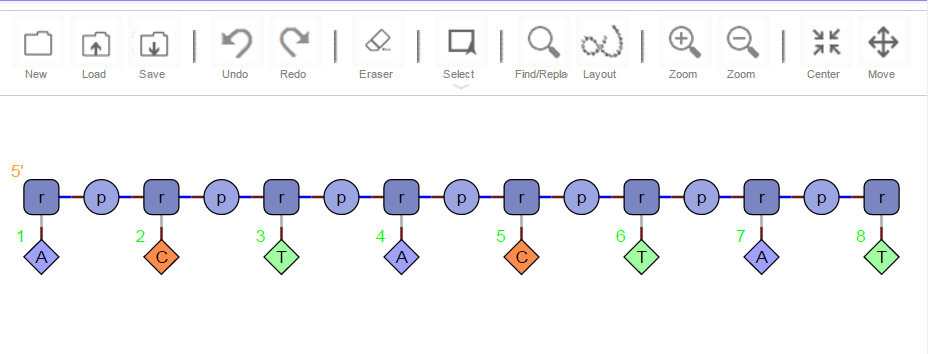 New Load Save Undo Redo Eraser Select Find/Repla Layout Zoom Zoom Center Move
5'
r p r p r p r p r p r p r p r
1 2 3 4 5 6 7 8
A C T A C T A T